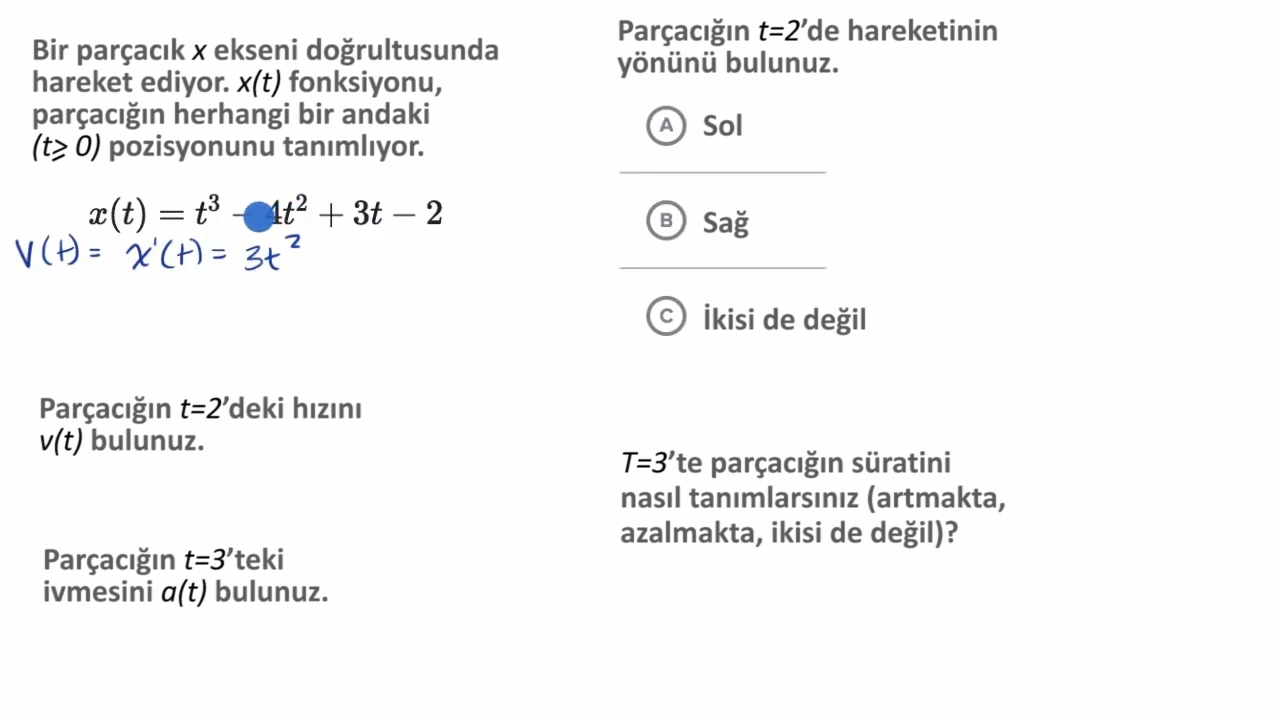 Bir parçacık x ekseni doğrultusunda
hareket ediyor. x(t) fonksiyonu,
parçacığın herhangi bir andaki
(t⩾ 0) pozisyonunu tanımlıyor.
x(t) = t³ − 4t² + 3t − 2
v(t) = x'(t) = 3t²
Parçacığın t=2’deki hızını
v(t) bulunuz.
Parçacığın t=3’teki
ivmesini a(t) bulunuz.
Parçacığın t=2’de hareketinin
yönünü bulunuz.
A Sol
B Sağ
C İkisi de değil
T=3’te parçacığın süratini
nasıl tanımlarsınız (artmakta,
azalmakta, ikisi de değil)?